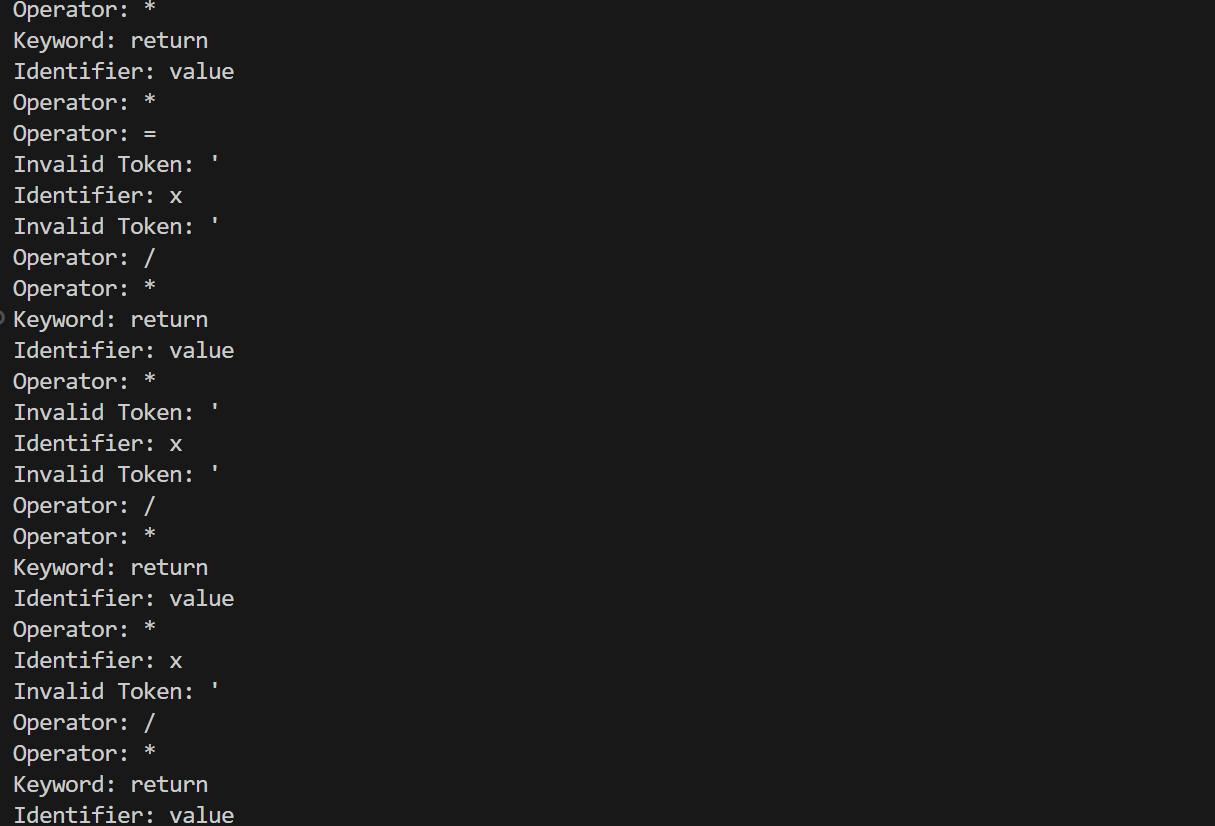 Operator: *
Keyword: return
Identifier: value
Operator: *
Operator: =
Invalid Token: '
Identifier: x
Invalid Token: '
Operator: /
Operator: *
Keyword: return
Identifier: value
Operator: *
Invalid Token: '
Identifier: x
Invalid Token: '
Operator: /
Operator: *
Keyword: return
Identifier: value
Operator: *
Identifier: x
Invalid Token: '
Operator: /
Operator: *
Keyword: return
Identifier: value